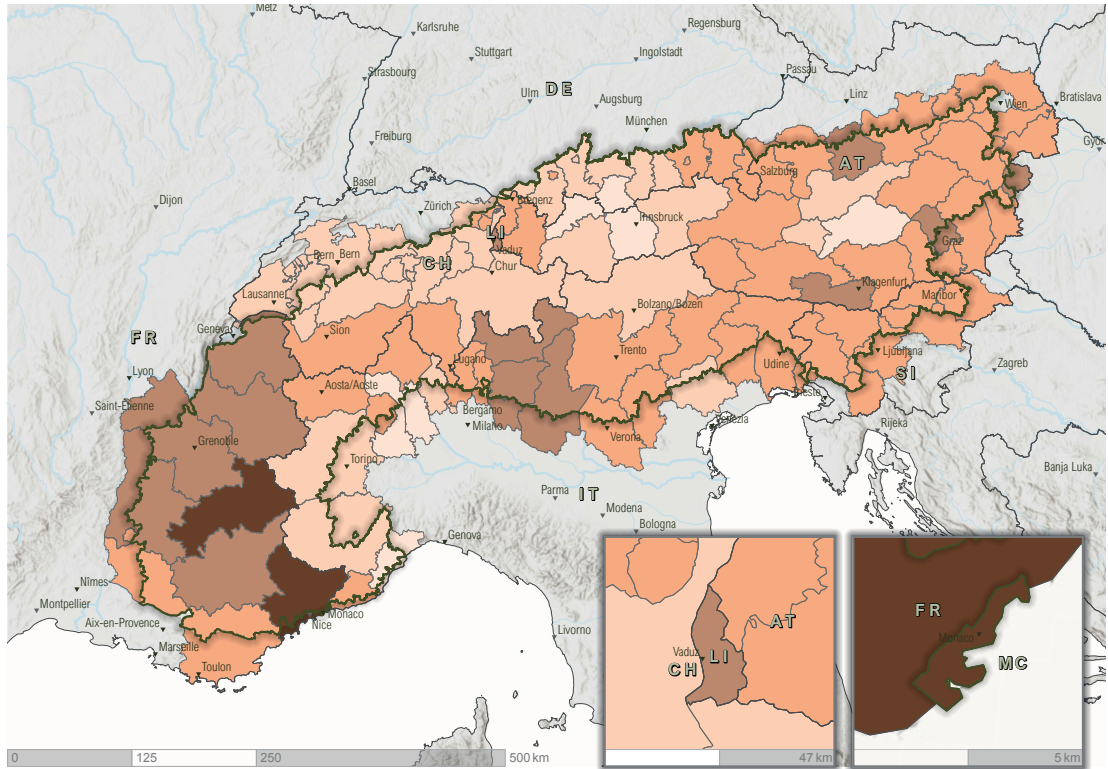 Metz
Karlsruhe
Regensburg
Stuttgart
Ingolstadt
Strasbourg
Passau
DE
Ulm
Augsburg
Linz
Wien
Bratislava
München
Freiburg
Győr
AT
Salzburg
Basel
Dijon
Zürich
Bregenz
Innsbruck
LI
Vaduz
Graz
Bern
Bern
CH
Chur
Klagenfurt
Maribor
Lausanne
Bolzano/Bozen
Geneva
Sion
FR
Lugano
Trento
Ljubljana
Udine
SI
Zagreb
Lyon
Aosta/Aoste
Trieste
Saint-Étienne
Bergamo
Milano
Venezia
Rijeka
Verona
Grenoble
Torino
Banja Luka
Parma
IT
Modena
Bologna
Genova
Nîmes
Montpellier
Monaco
Nice
Aix-en-Provence
Marseille
Livorno
Toulon
AT
Vaduz
LI
CH
FR
Monaco
MC
125
250
500 km
47 km
5 km